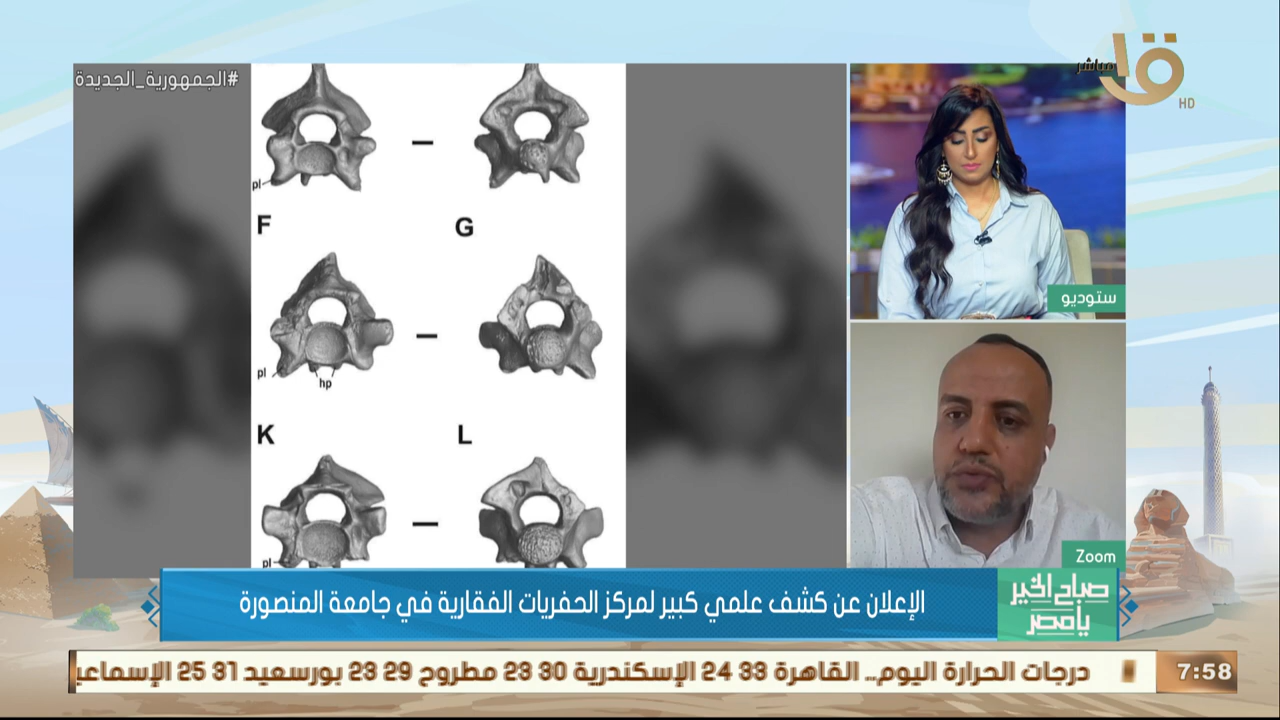 #الجمهورية_الجديدة
مباشر
HD
pl
F
G
pl
hp
K
L
pl
ستوديو
Zoom
صباح الخير
يا مصر
الإعلان عن كشف علمي كبير لمركز الحفريات الفقارية في جامعة المنصورة
7:58
درجات الحرارة اليوم.. القاهرة 33 24 الإسكندرية 30 23 مطروح 29 23 بورسعيد 31 25 الإسماعي